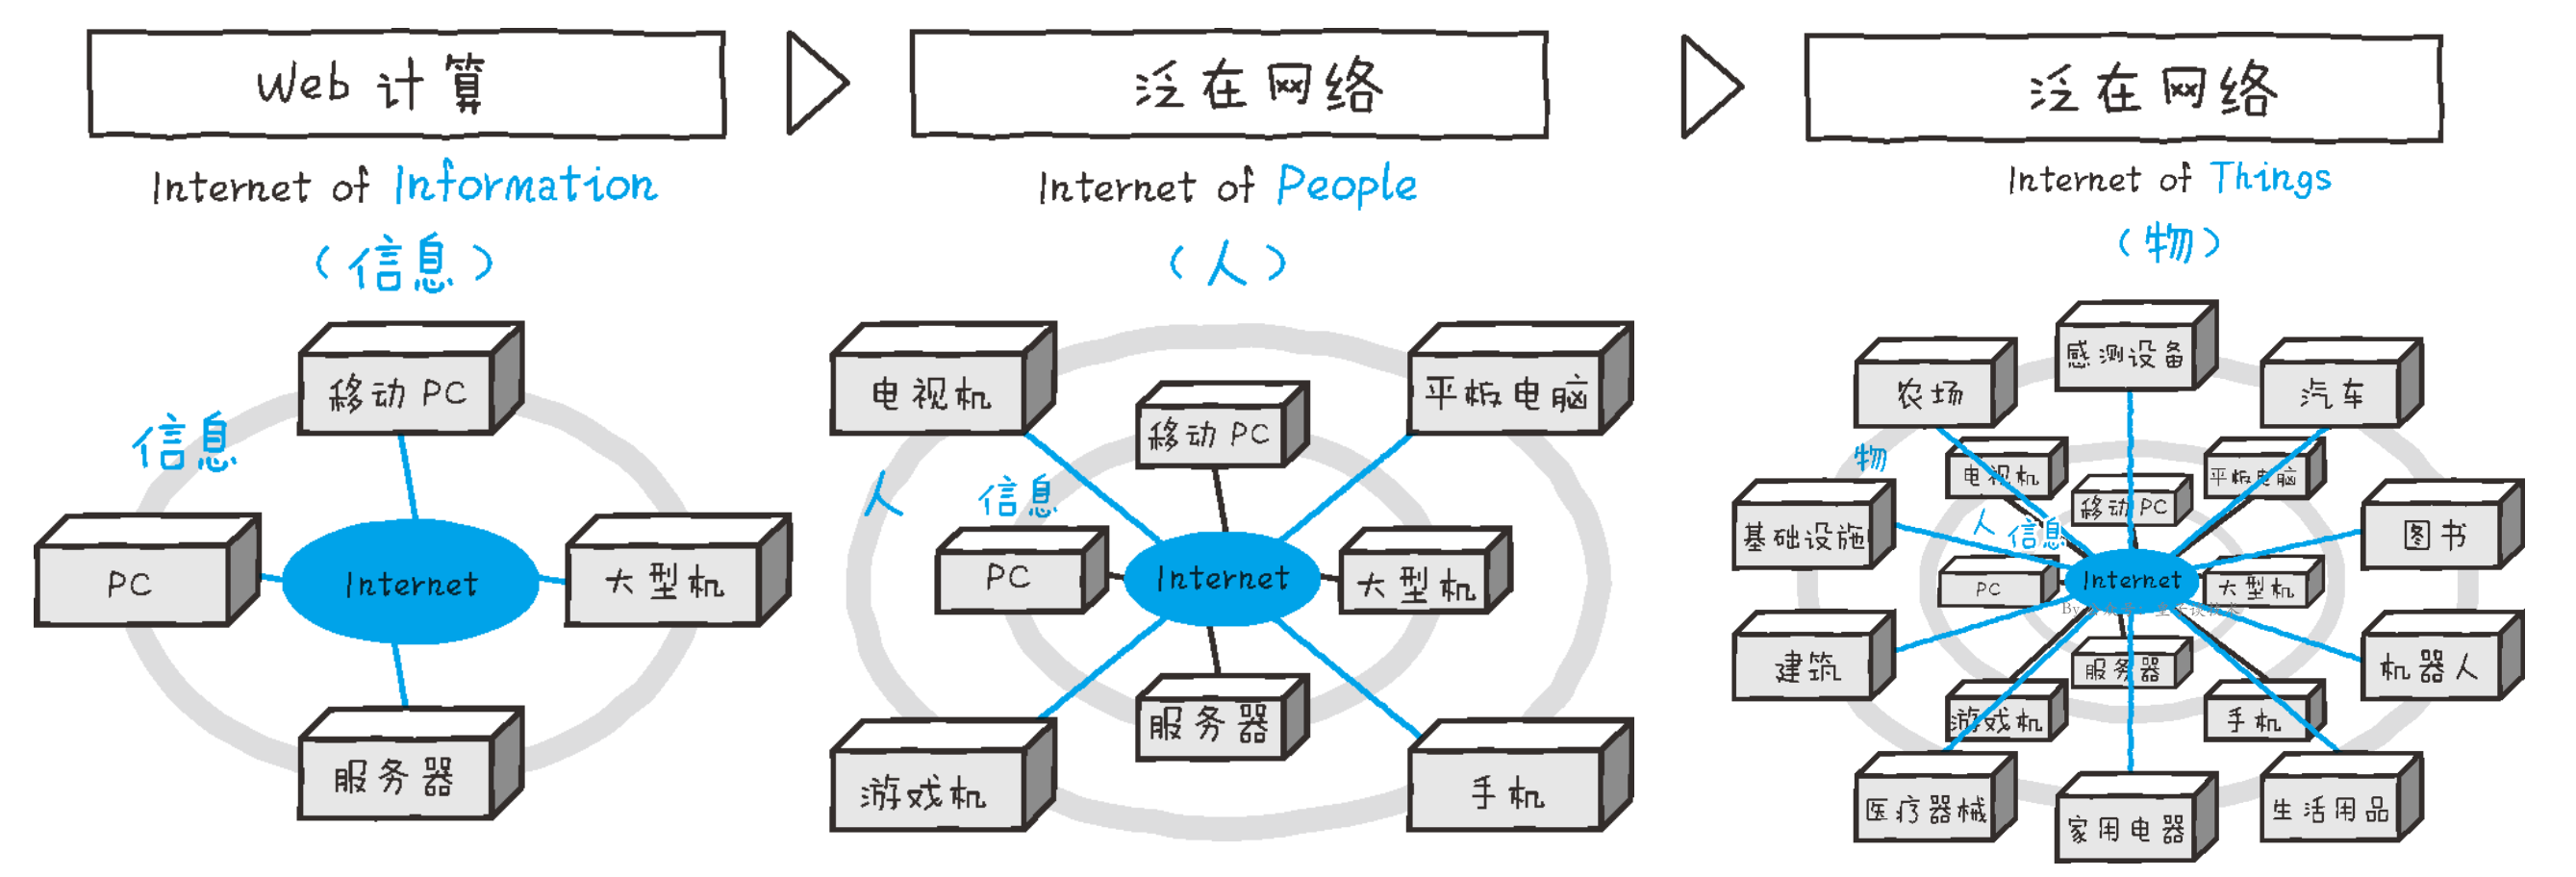 Web 计算
Internet of Information
（信息）
移动 PC
信息
PC
Internet
大型机
服务器
泛在网络
Internet of People
（人）
电视机
平板电脑
移动 PC
人
信息
PC
Internet
大型机
服务器
游戏机
手机
泛在网络
Internet of Things
（物）
感测设备
农场
汽车
物
电视机
平板电脑
移动 PC
基础设施
人
信息
图书
PC
Internet
大型机
建筑
服务器
机器人
游戏机
手机
医疗器械
家用电器
生活用品